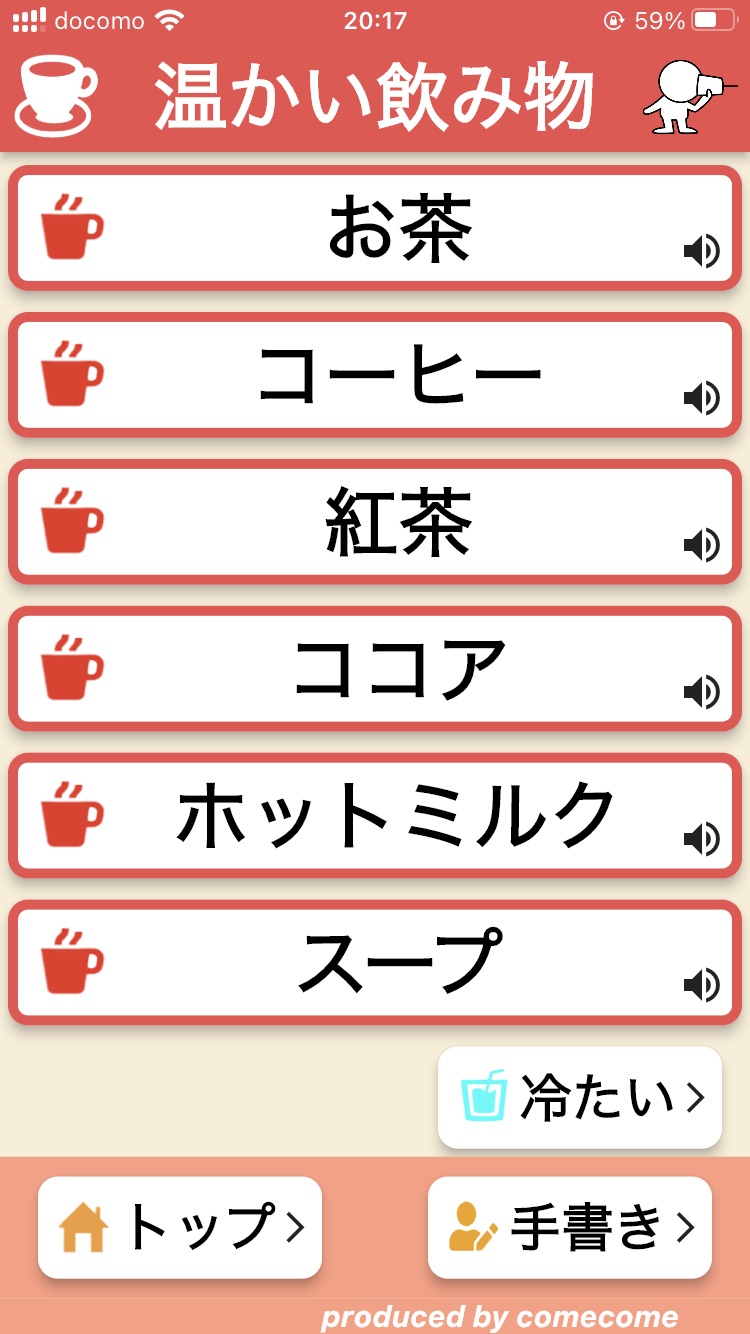 docomo 20:17 59%
温かい飲み物
お茶
コーヒー
紅茶
ココア
ホットミルク
スープ
冷たい
トップ 手書き
produced by comecome